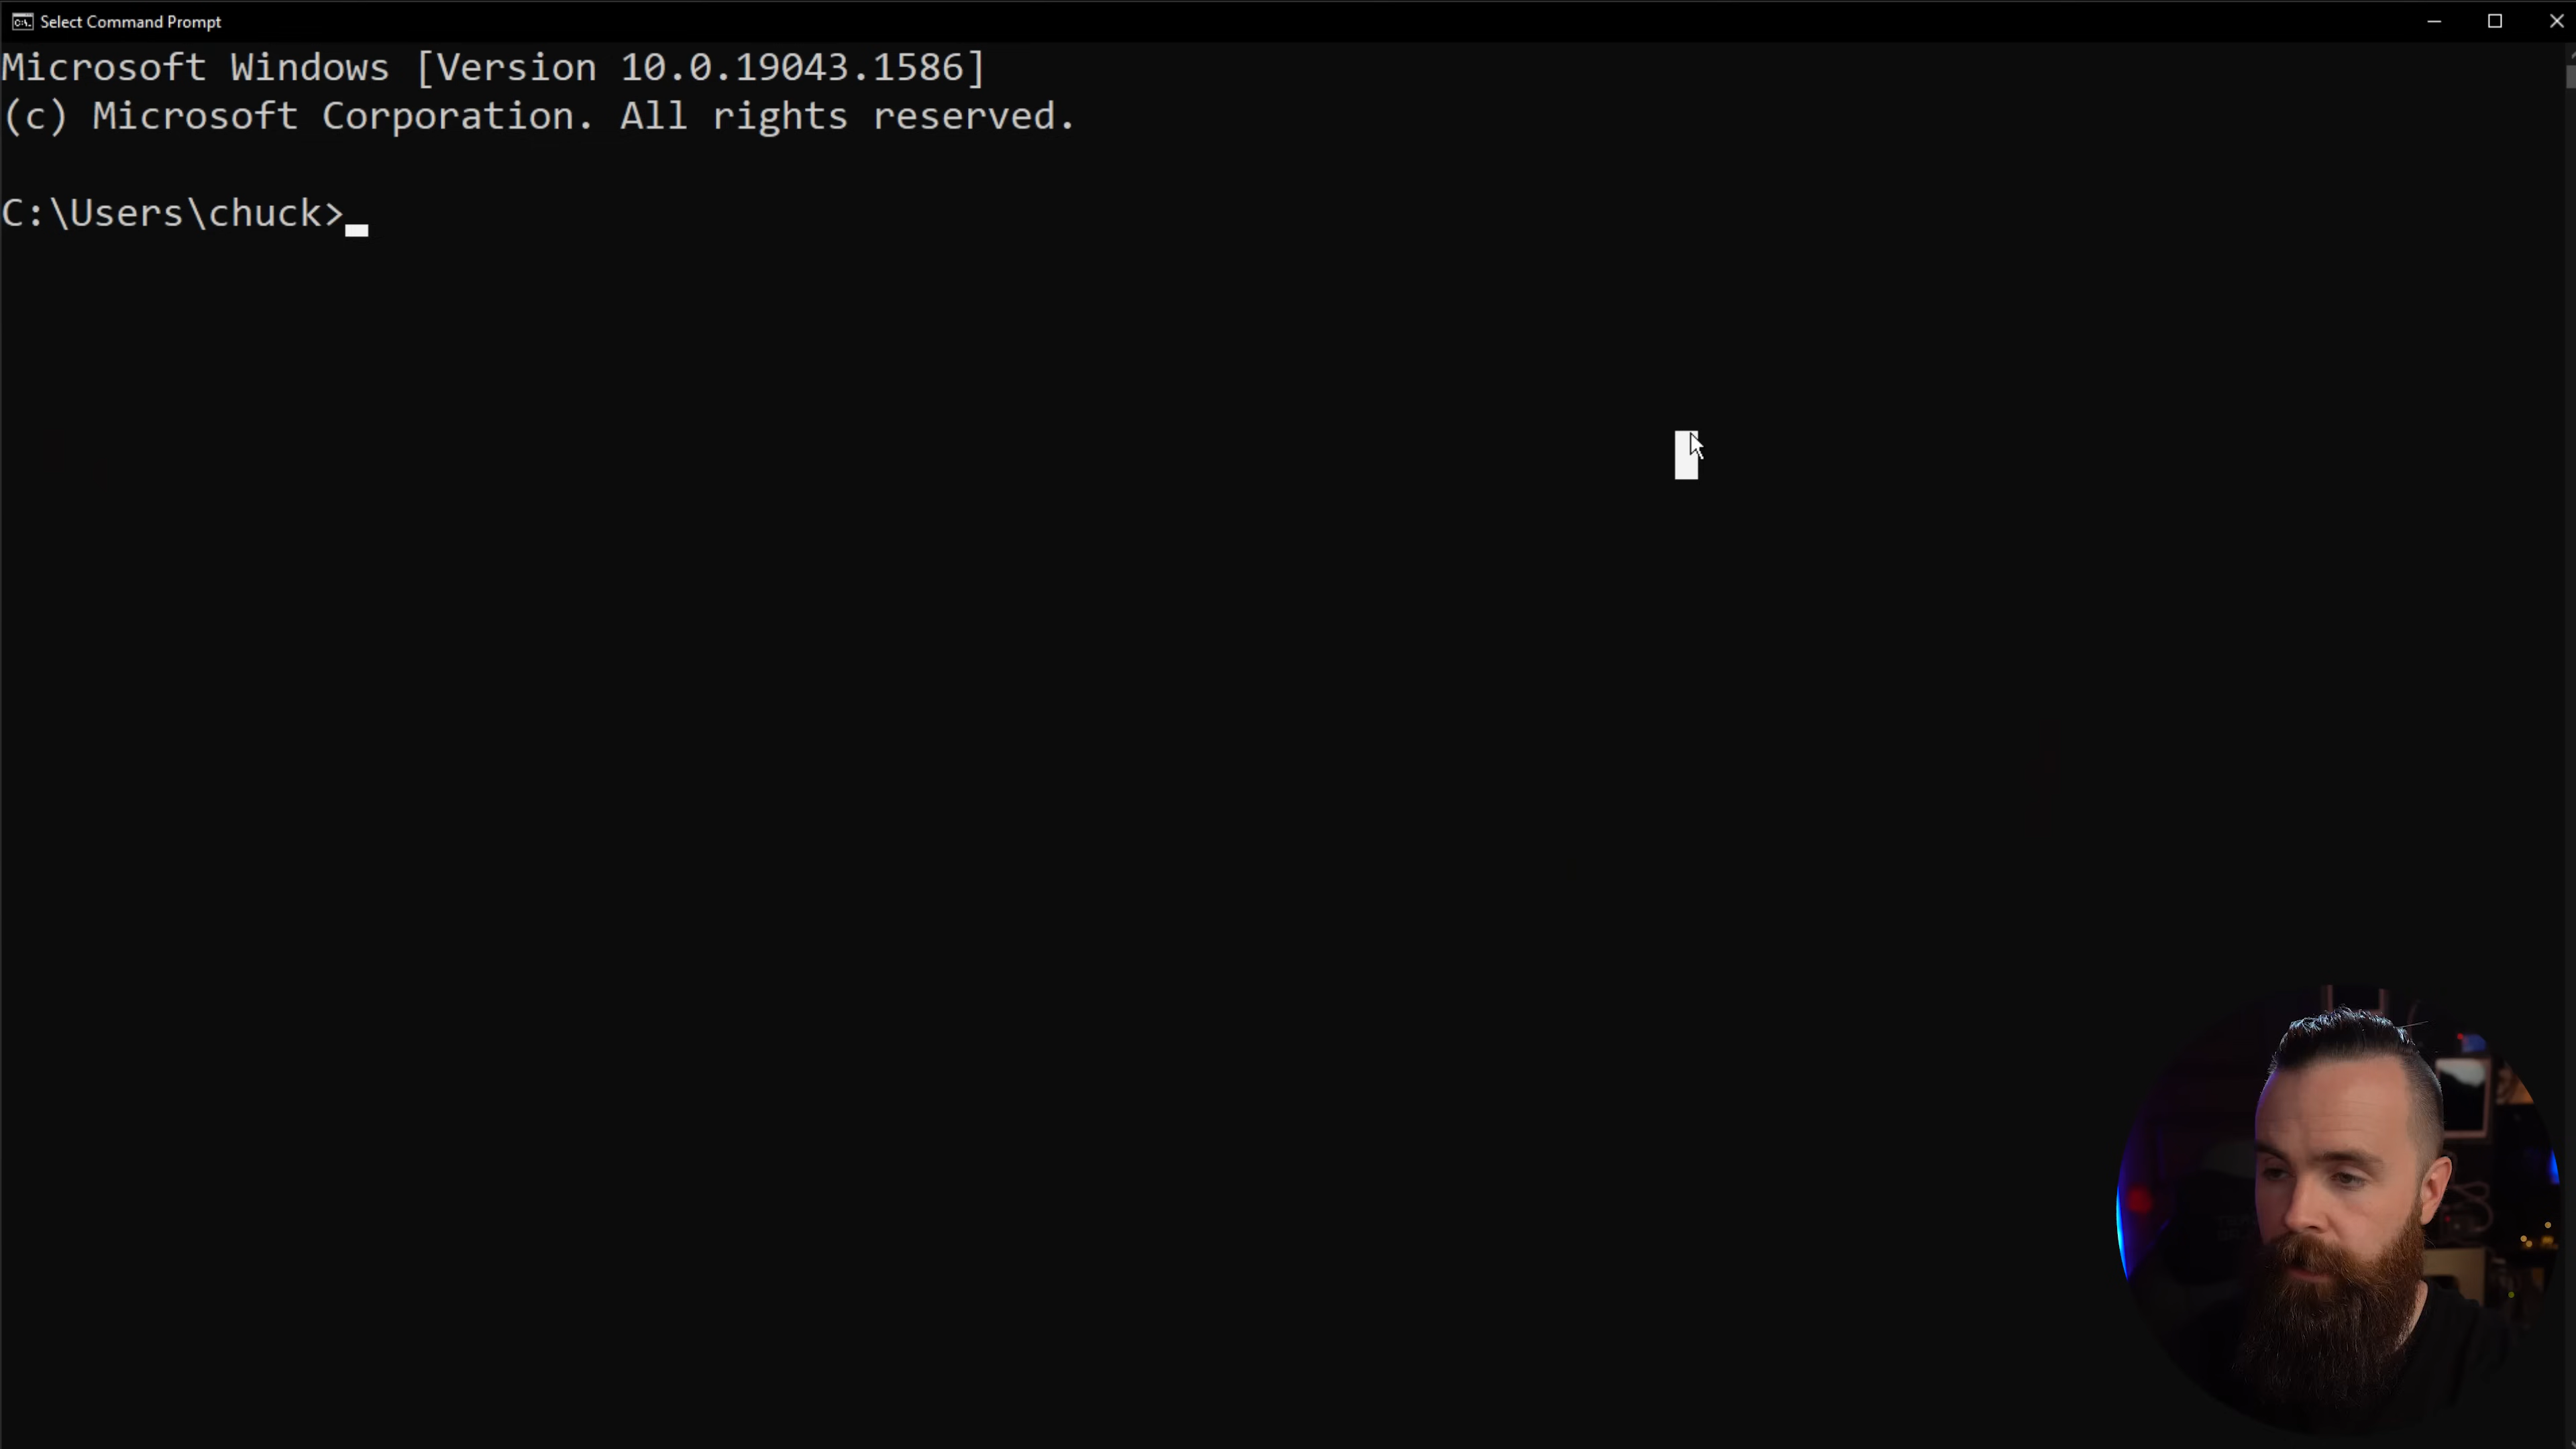 Select Command Prompt
Microsoft Windows [Version 10.0.19043.1586]
(c) Microsoft Corporation. All rights reserved.
C:\Users\chuck>